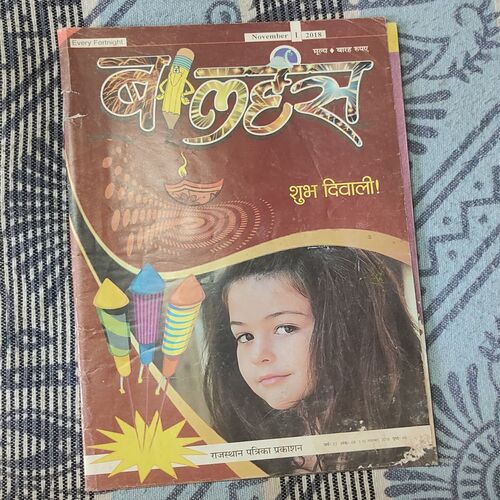 Every Fortnight
November 1 2018
मूल्य ♦ बारह रुपए
बालहंस
शुभ दिवाली!
राजस्थान पत्रिका प्रकाशन